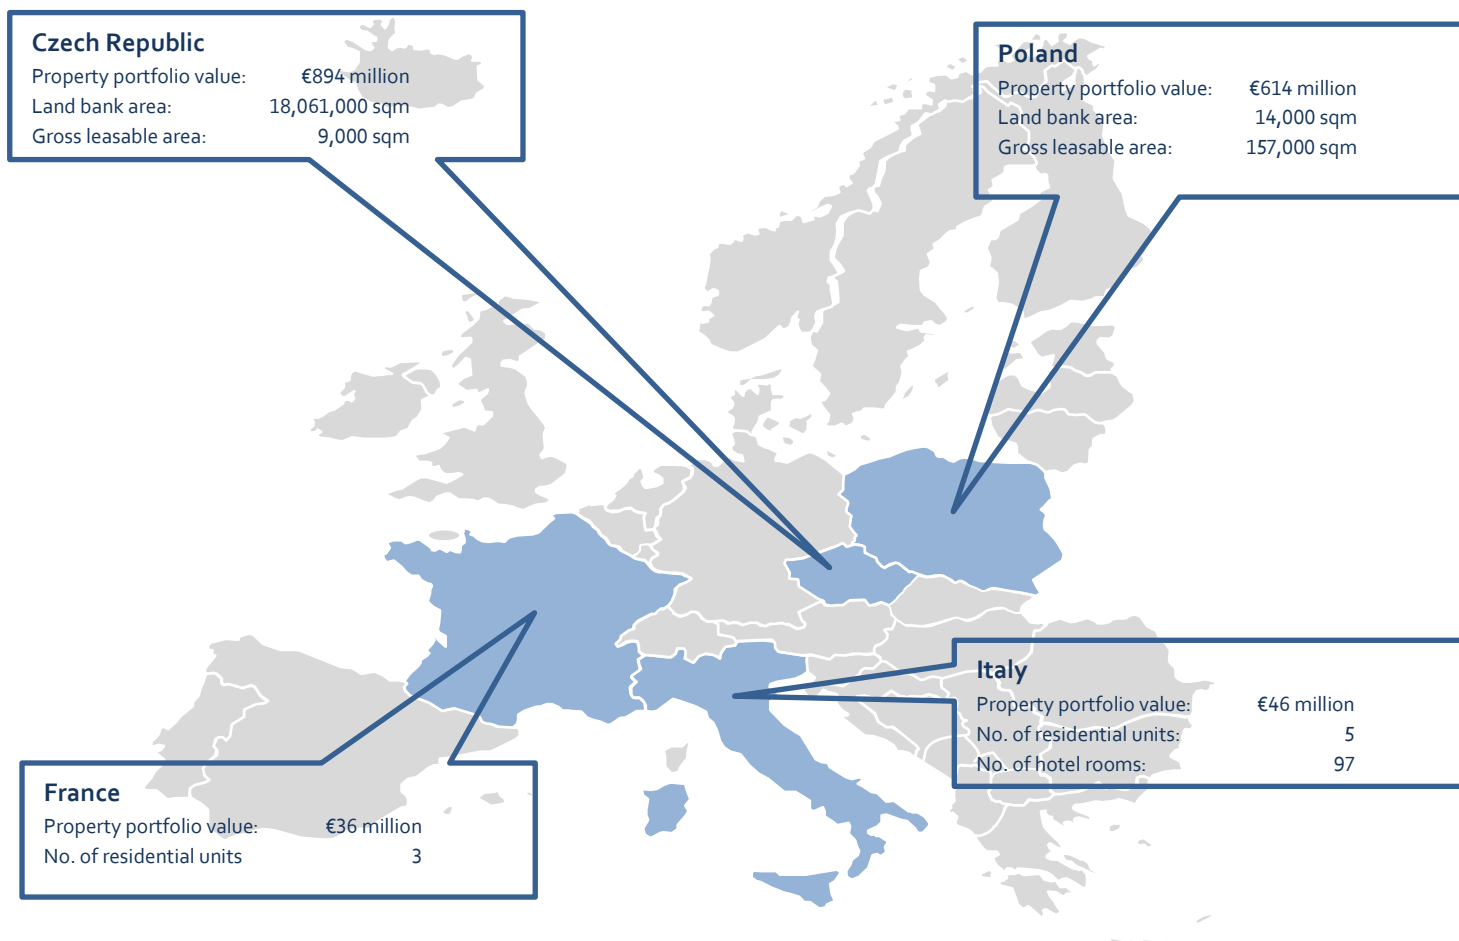 Czech Republic
Property portfolio value: €894 million
Land bank area: 18,061,000 sqm
Gross leasable area: 9,000 sqm
Poland
Property portfolio value: €614 million
Land bank area: 14,000 sqm
Gross leasable area: 157,000 sqm
Italy
Property portfolio value: €46 million
No. of residential units: 5
No. of hotel rooms: 97
France
Property portfolio value: €36 million
No. of residential units 3